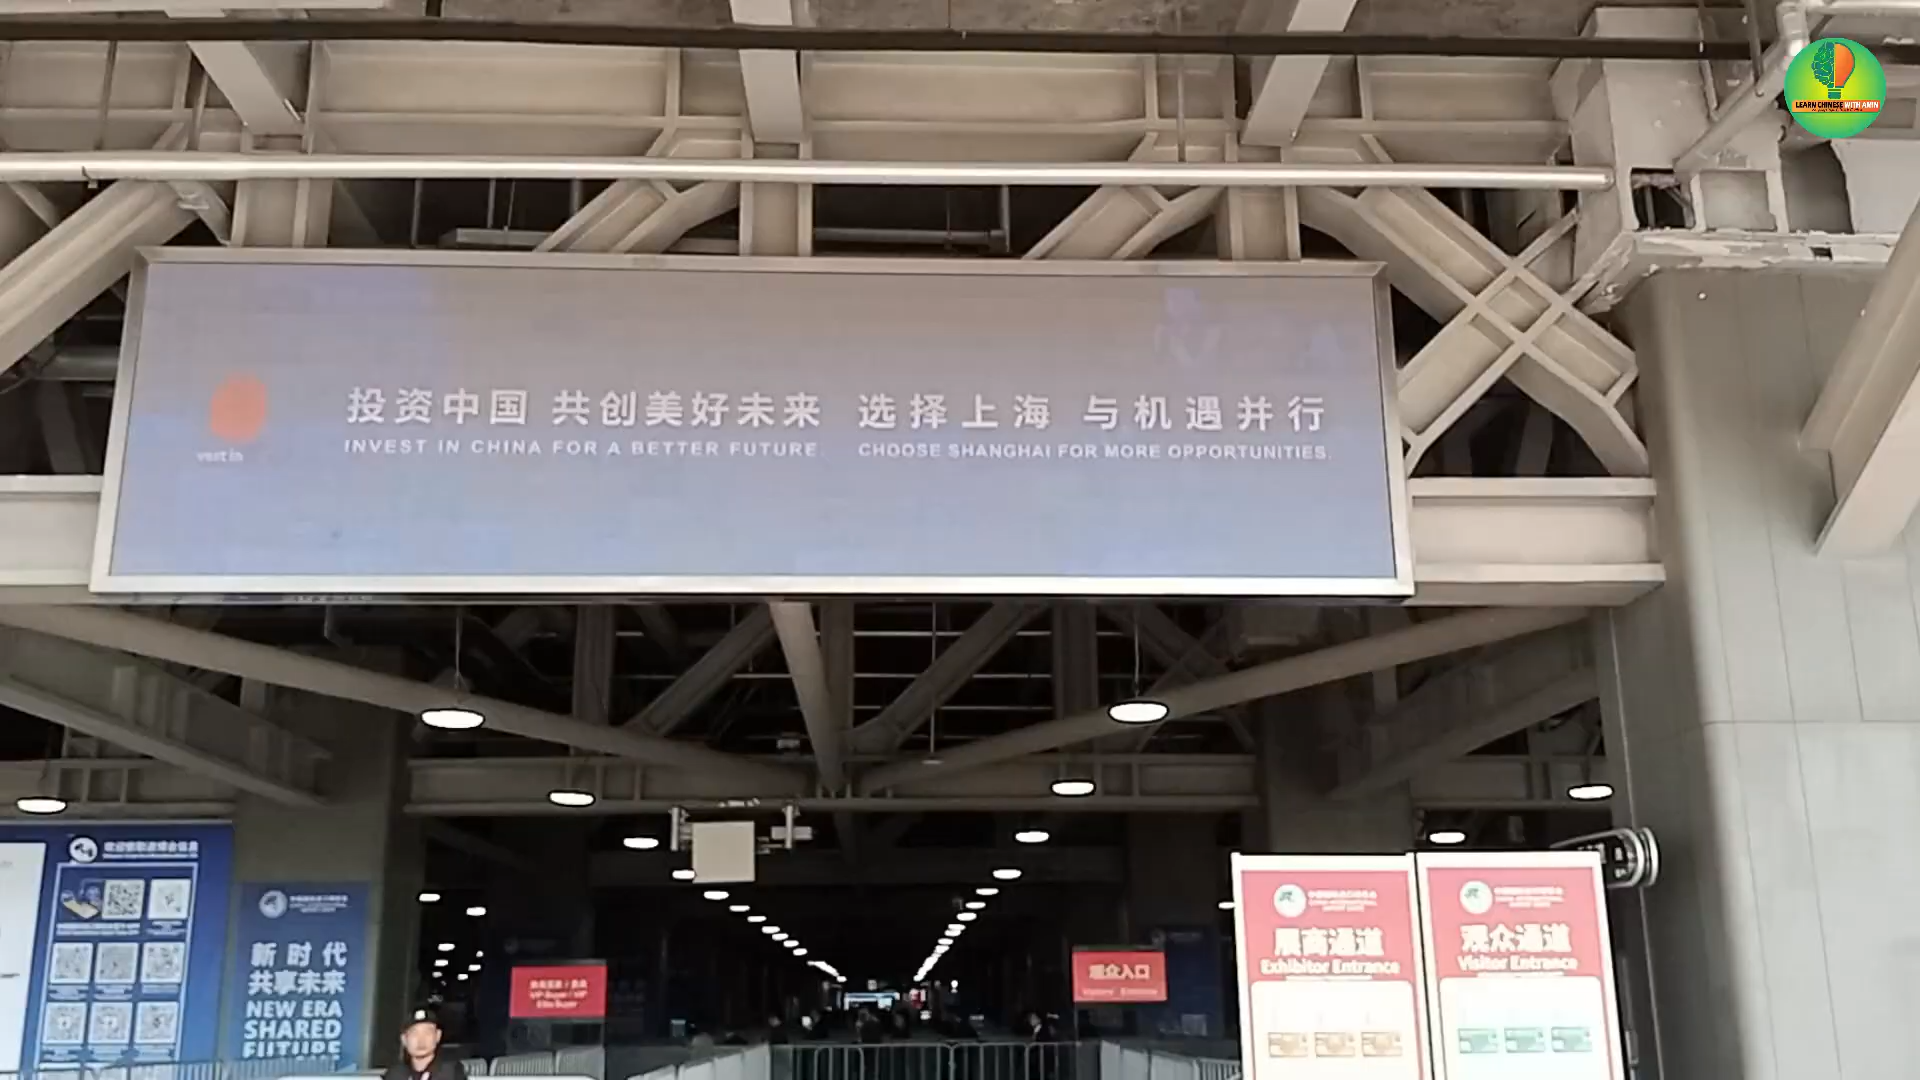 LEARN CHINESE WITH AMIN
投资中国 共创美好未来 选择上海 与机遇并行
INVEST IN CHINA FOR A BETTER FUTURE. CHOOSE SHANGHAI FOR MORE OPPORTUNITIES.
vest in
新时代
共享未来
NEW ERA
SHARED
FUTURE
观众入口
展商通道
Exhibitor Entrance
观众通道
Visitor Entrance